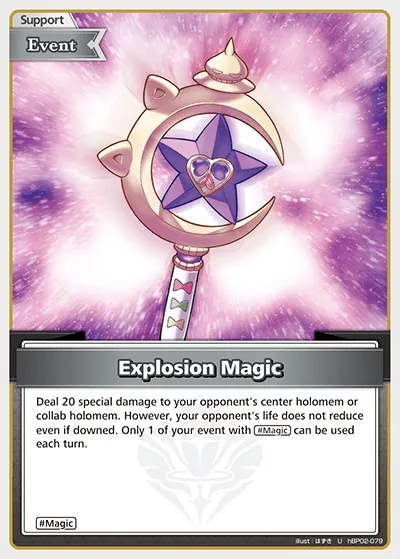 Support
Event
Explosion Magic
Deal 20 special damage to your opponent's center holomem or
collab holomem. However, your opponent's life does not reduce
even if downed. Only 1 of your event with #Magic can be used
each turn.
#Magic
illust：はずき U hBP02-079